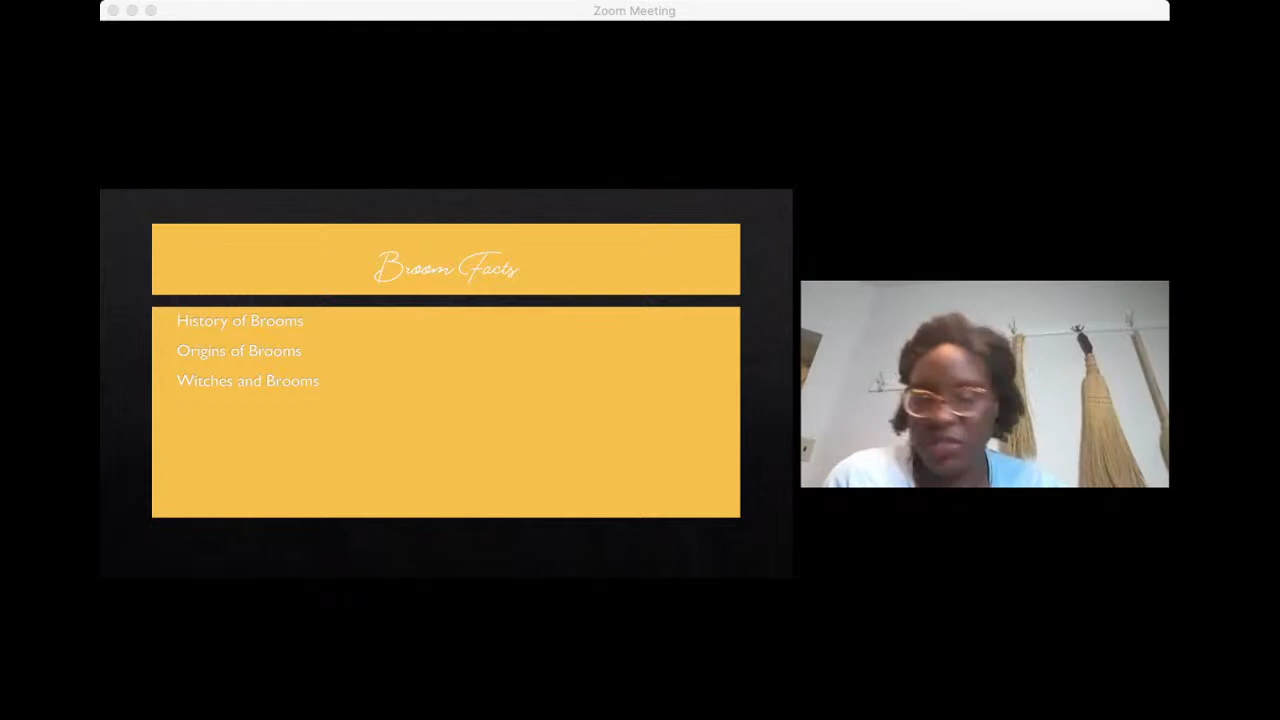 Zoom Meeting
Broom Facts
History of Brooms
Origins of Brooms
Witches and Brooms